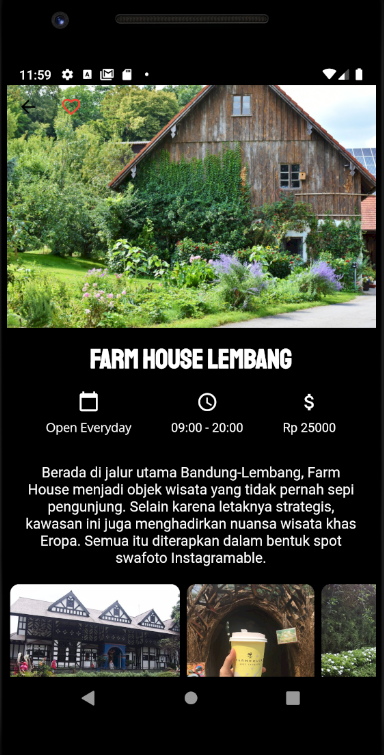 11:59
FARM HOUSE LEMBANG
Open Everyday
09:00 - 20:00
Rp 25000
Berada di jalur utama Bandung-Lembang, Farm
House menjadi objek wisata yang tidak pernah sepi
pengunjung. Selain karena letaknya strategis,
kawasan ini juga menghadirkan nuansa wisata khas
Eropa. Semua itu diterapkan dalam bentuk spot
swafoto Instagramable.